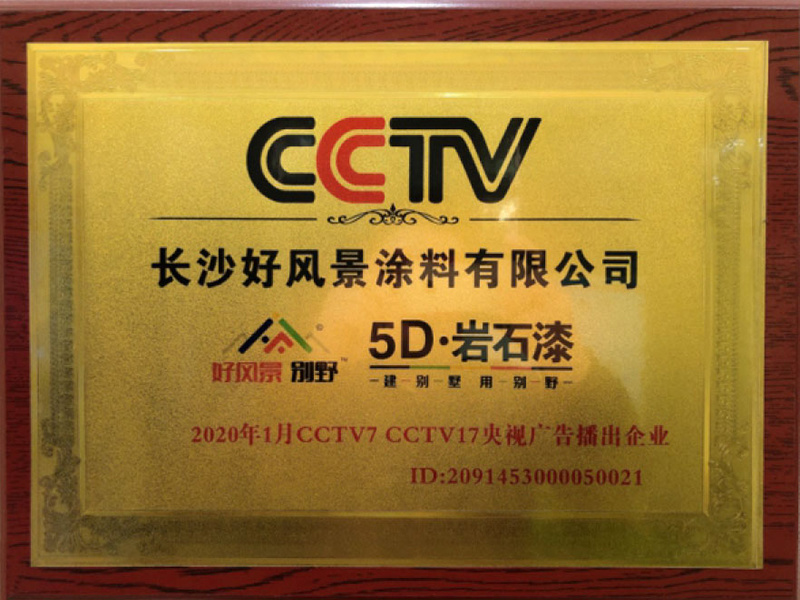 CCTV
长沙好风景涂料有限公司
好风景 别野™
5D·岩石漆
建 别 墅 用 别 野
2020年1月CCTV7 CCTV17央视广告播出企业
ID:2091453000050021